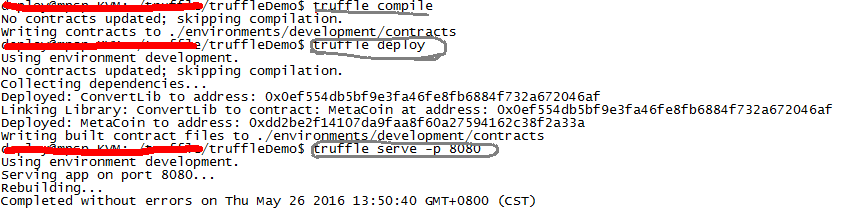 /truffleDemo$ truffle compile
No contracts updated; skipping compilation.
Writing contracts to ./environments/development/contracts
/truffleDemo$ truffle deploy
Using environment development.
No contracts updated; skipping compilation.
Collecting dependencies...
Deployed: ConvertLib to address: 0x0ef554db5bf9e3fa46fe8fb6884f732a672046af
Linking Library: ConvertLib to contract: MetaCoin at address: 0x0ef554db5bf9e3fa46fe8fb6884f732a672046af
Deployed: MetaCoin to address: 0xdd2be2f14107da9faa8f60a27594162c38f2a33a
Writing built contract files to ./environments/development/contracts
/truffleDemo$ truffle serve -p 8080
Using environment development.
Serving app on port 8080...
Rebuilding...
Completed without errors on Thu May 26 2016 13:50:40 GMT+0800 (CST)